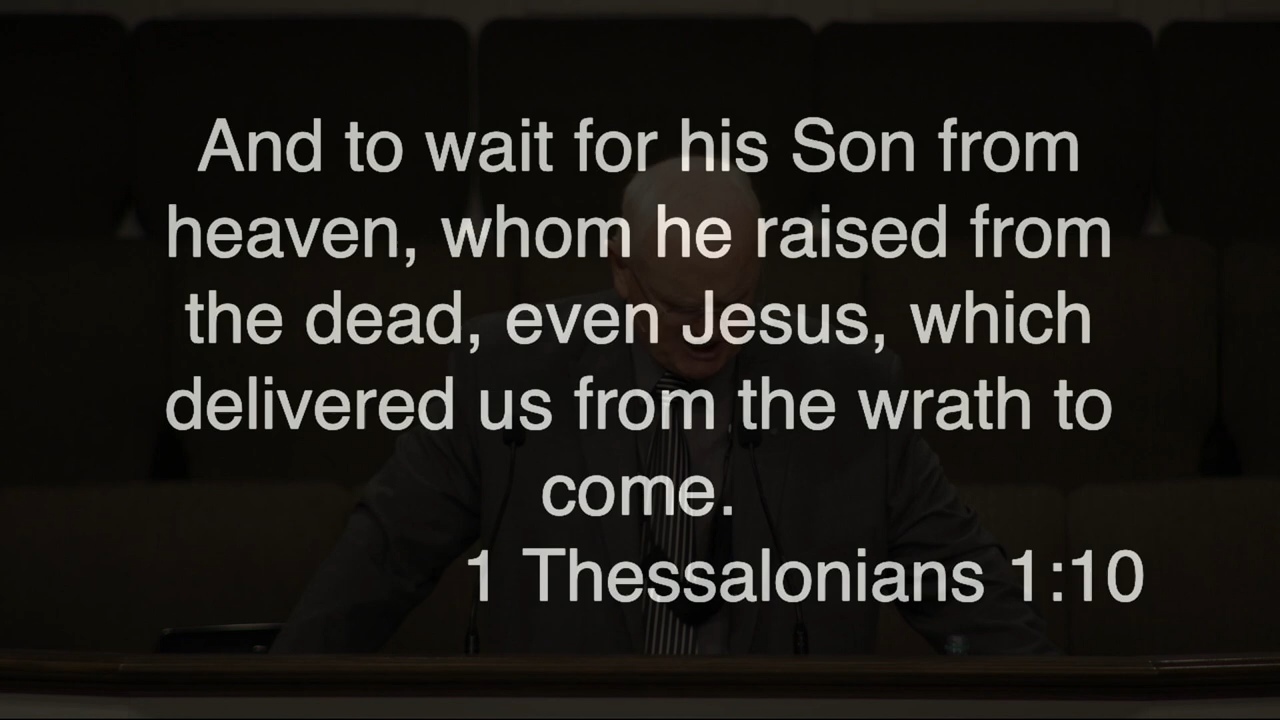 And to wait for his Son from
heaven, whom he raised from
the dead, even Jesus, which
delivered us from the wrath to
come.
1 Thessalonians 1:10